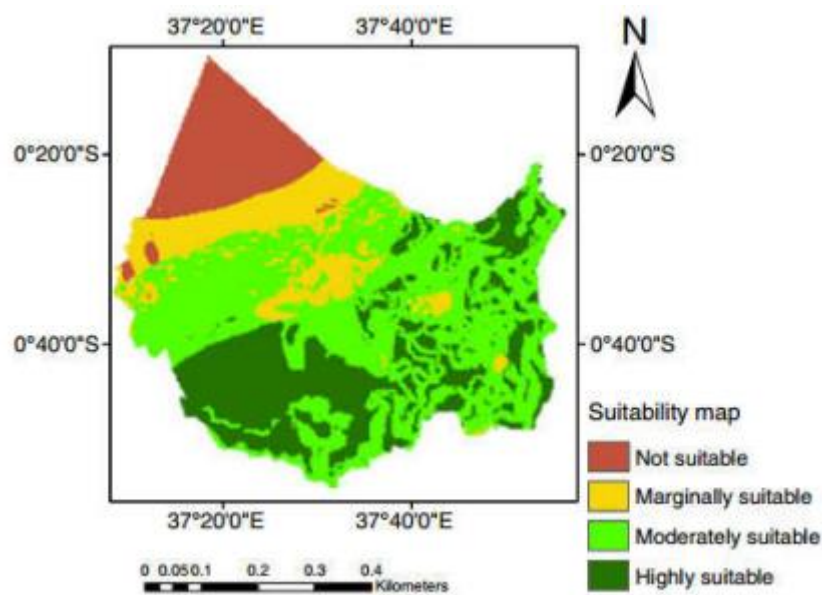 37°20'0"E 37°40'0"E
N
0°20'0"S 0°20'0"S
0°40'0"S 0°40'0"S
Suitability map
Not suitable
Marginally suitable
Moderately suitable
Highly suitable
37°20'0"E 37°40'0"E
0 0.05 0.1 0.2 0.3 0.4
Kilometers